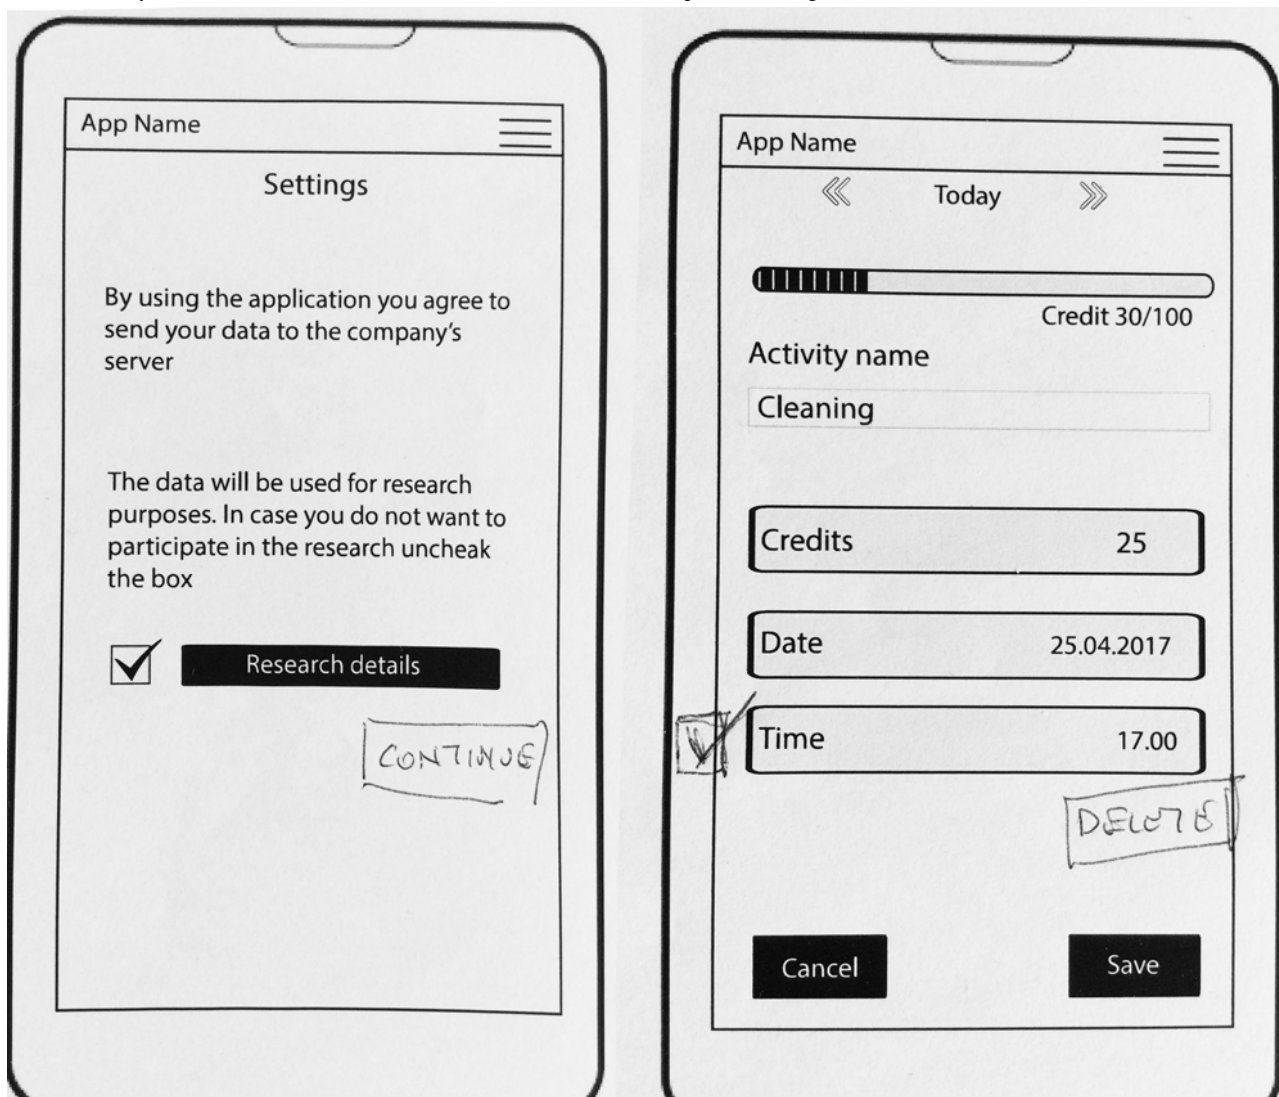 App Name
Settings
By using the application you agree to
send your data to the company's
server
The data will be used for research
purposes. In case you do not want to
participate in the research uncheak
the box
Research details
CONTINUE
App Name
Today
Credit 30/100
Activity name
Cleaning
Credits 25
Date 25.04.2017
Time 17.00
DELETE
Cancel Save